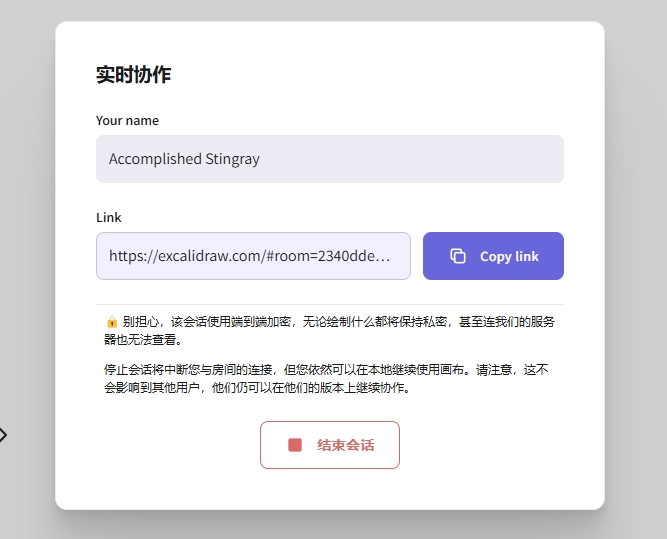 实时协作
Your name
Accomplished Stingray
Link
https://excalidraw.com/#room=2340dde…
Copy link
🔒 别担心，该会话使用端到端加密，无论绘制什么都将保持私密，甚至连我们的服务
器也无法查看。
停止会话将中断您与房间的连接，但您依然可以在本地继续使用画布。请注意，这不
会影响到其他用户，他们仍可以在他们的版本上继续协作。
结束会话